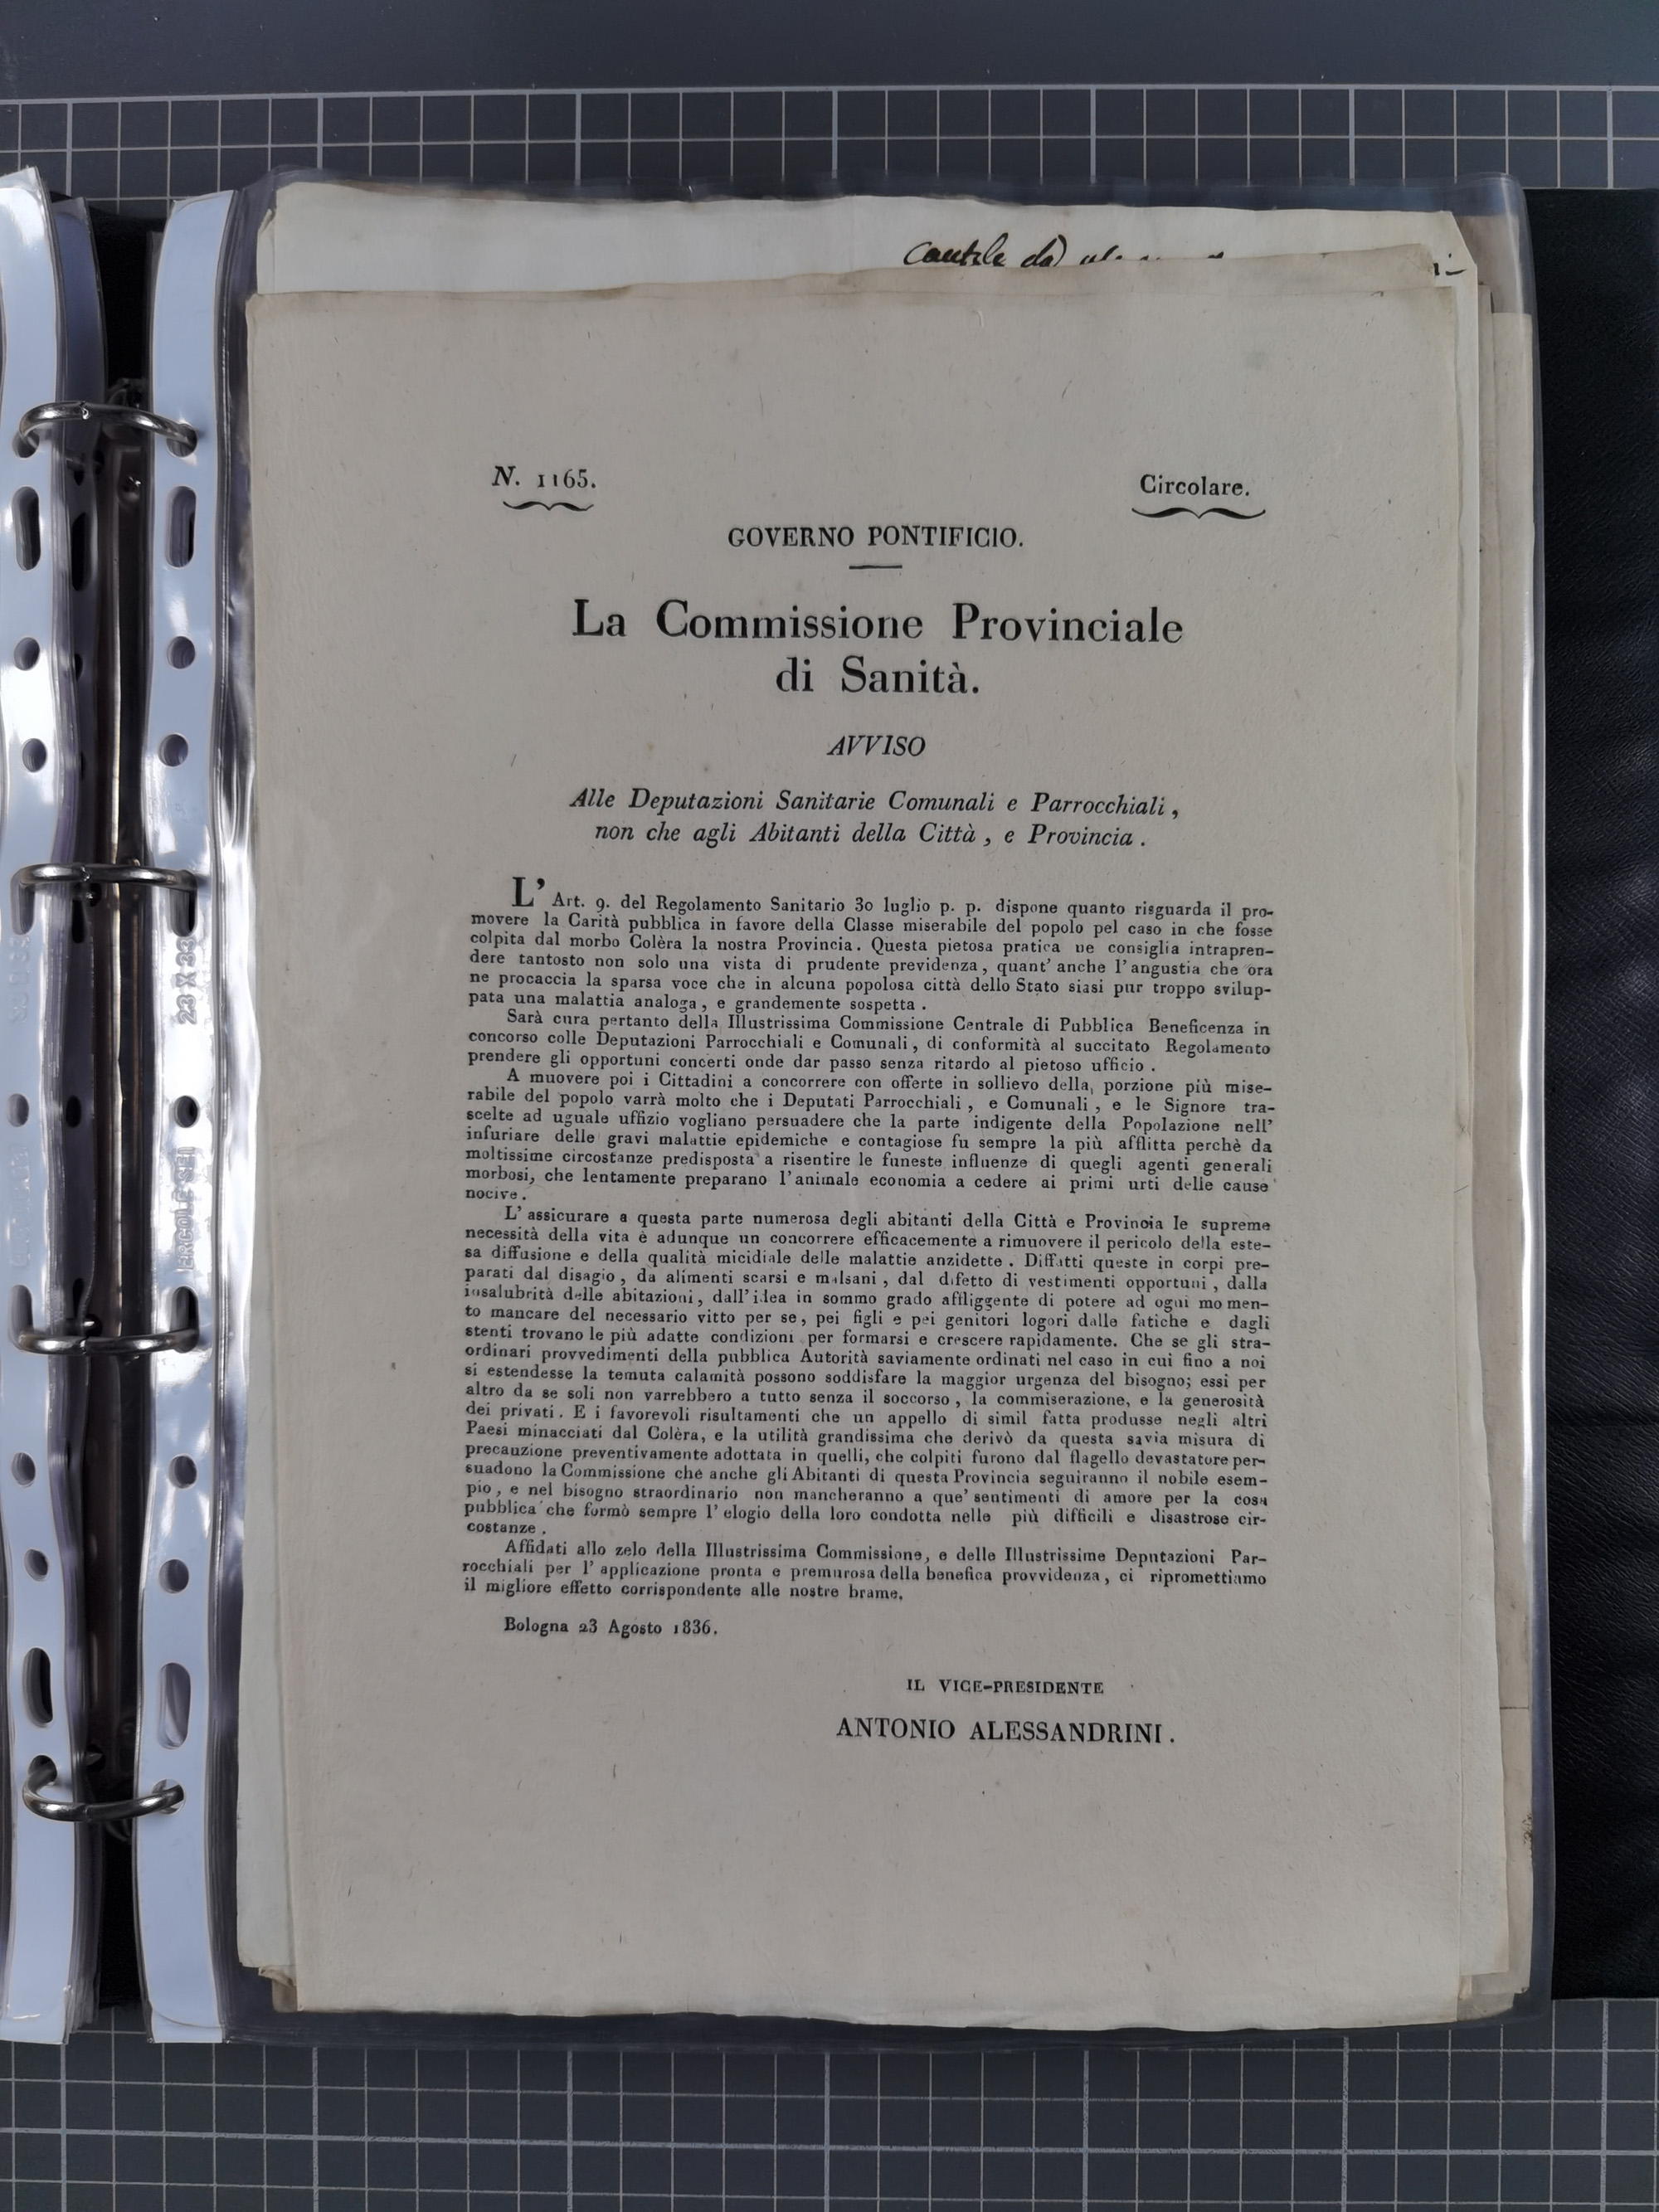 cautele da
N. 1165.
Circolare.
GOVERNO PONTIFICIO.
La Commissione Provinciale
di Sanità.
AVVISO
Alle Deputazioni Sanitarie Comunali e Parrocchiali,
non che agli Abitanti della Città, e Provincia.
L' Art. 9. del Regolamento Sanitario 30 luglio p. p. dispone quanto risguarda il pro-
movere la Carità pubblica in favore della Classe miserabile del popolo pel caso in che fosse
colpita dal morbo Colèra la nostra Provincia. Questa pietosa pratica ne consiglia intrapren-
dere tantosto non solo una vista di prudente previdenza, quant' anche l'angustia che ora
ne procaccia la sparsa voce che in alcuna popolosa città dello Stato siasi pur troppo svilup-
pata una malattia analoga, e grandemente sospetta.
Sarà cura pertanto della Illustrissima Commissione Centrale di Pubblica Beneficenza in
concorso colle Deputazioni Parrocchiali e Comunali, di conformità al succitato Regolamento
prendere gli opportuni concerti onde dar passo senza ritardo al pietoso ufficio.
A muovere poi i Cittadini a concorrere con offerte in sollievo della, porzione più mise-
rabile del popolo varrà molto che i Deputati Parrocchiali, e Comunali, e le Signore tra-
scelte ad uguale uffizio vogliano persuadere che la parte indigente della Popolazione nell'
infuriare delle gravi malattie epidemiche e contagiose fu sempre la più afflitta perchè da
moltissime circostanze predisposta a risentire le funeste influenze di quegli agenti generali
morbosi, che lentamente preparano l'animale economia a cedere ai primi urti delle cause
nocive.
L' assicurare a questa parte numerosa degli abitanti della Città e Provincia le supreme
necessità della vita è adunque un concorrere efficacemente a rimuovere il pericolo della este-
sa diffusione e della qualità micidiale delle malattie anzidette. Diffatti queste in corpi pre-
parati dal disagio, da alimenti scarsi e malsani, dal difetto di vestimenti opportuni, dalla
insalubrità delle abitazioni, dall'idea in sommo grado affliggente di potere ad ogni momen-
to mancare del necessario vitto per se, pei figli e pei genitori logori dalle fatiche e dagli
stenti trovano le più adatte condizioni per formarsi e crescere rapidamente. Che se gli stra-
ordinari provvedimenti della pubblica Autorità saviamente ordinati nel caso in cui fino a noi
si estendesse la temuta calamità possono soddisfare la maggior urgenza del bisogno; essi per
altro da se soli non varrebbero a tutto senza il soccorso, la commiserazione, e la generosità
dei privati. E i favorevoli risultamenti che un appello di simil fatta produsse negli altri
Paesi minacciati dal Colèra, e la utilità grandissima che derivò da questa savia misura di
precauzione preventivamente adottata in quelli, che colpiti furono dal flagello devastatore per-
suadono la Commissione che anche gli Abitanti di questa Provincia seguiranno il nobile esem-
pio, e nel bisogno straordinario non mancheranno a que' sentimenti di amore per la cosa
pubblica che formò sempre l' elogio della loro condotta nelle più difficili e disastrose cir-
costanze.
Affidati allo zelo della Illustrissima Commissione, e delle Illustrissime Deputazioni Par-
rocchiali per l' applicazione pronta e premurosa della benefica provvidenza, ci ripromettiamo
il migliore effetto corrispondente alle nostre brame.
Bologna 23 Agosto 1836.
IL VICE-PRESIDENTE
ANTONIO ALESSANDRINI.
23 X 33